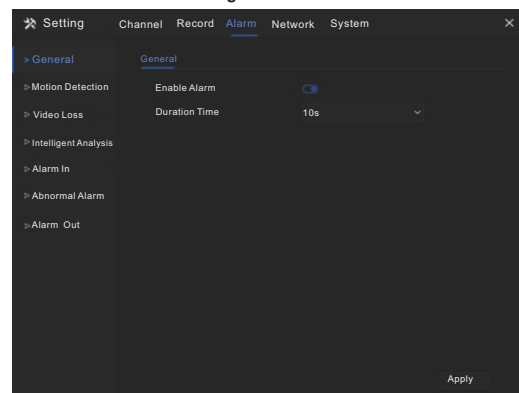 Setting
Channel Record Alarm Network System
General
Motion Detection
Video Loss
Intelligent Analysis
Alarm In
Abnormal Alarm
Alarm Out
General
Enable Alarm
Duration Time 10s
Apply